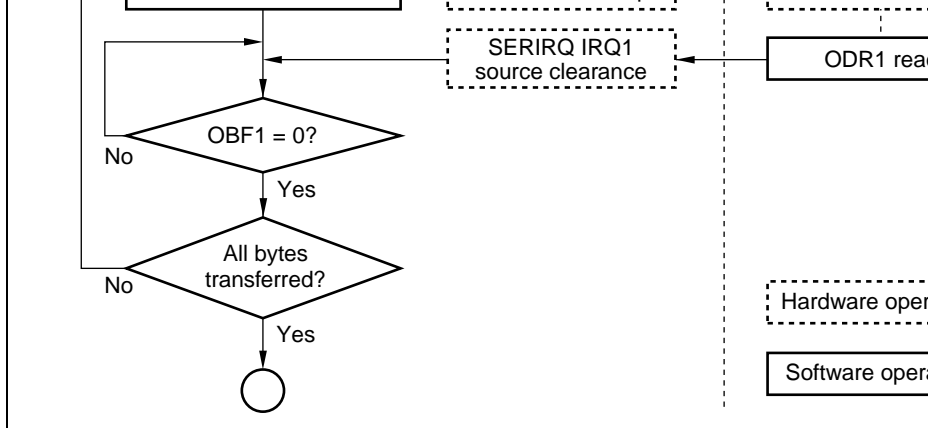 SERIRQ IRQ1
source clearance
ODR1 rea
OBF1 = 0?
No
Yes
All bytes
transferred?
No
Yes
Hardware oper
Software opera